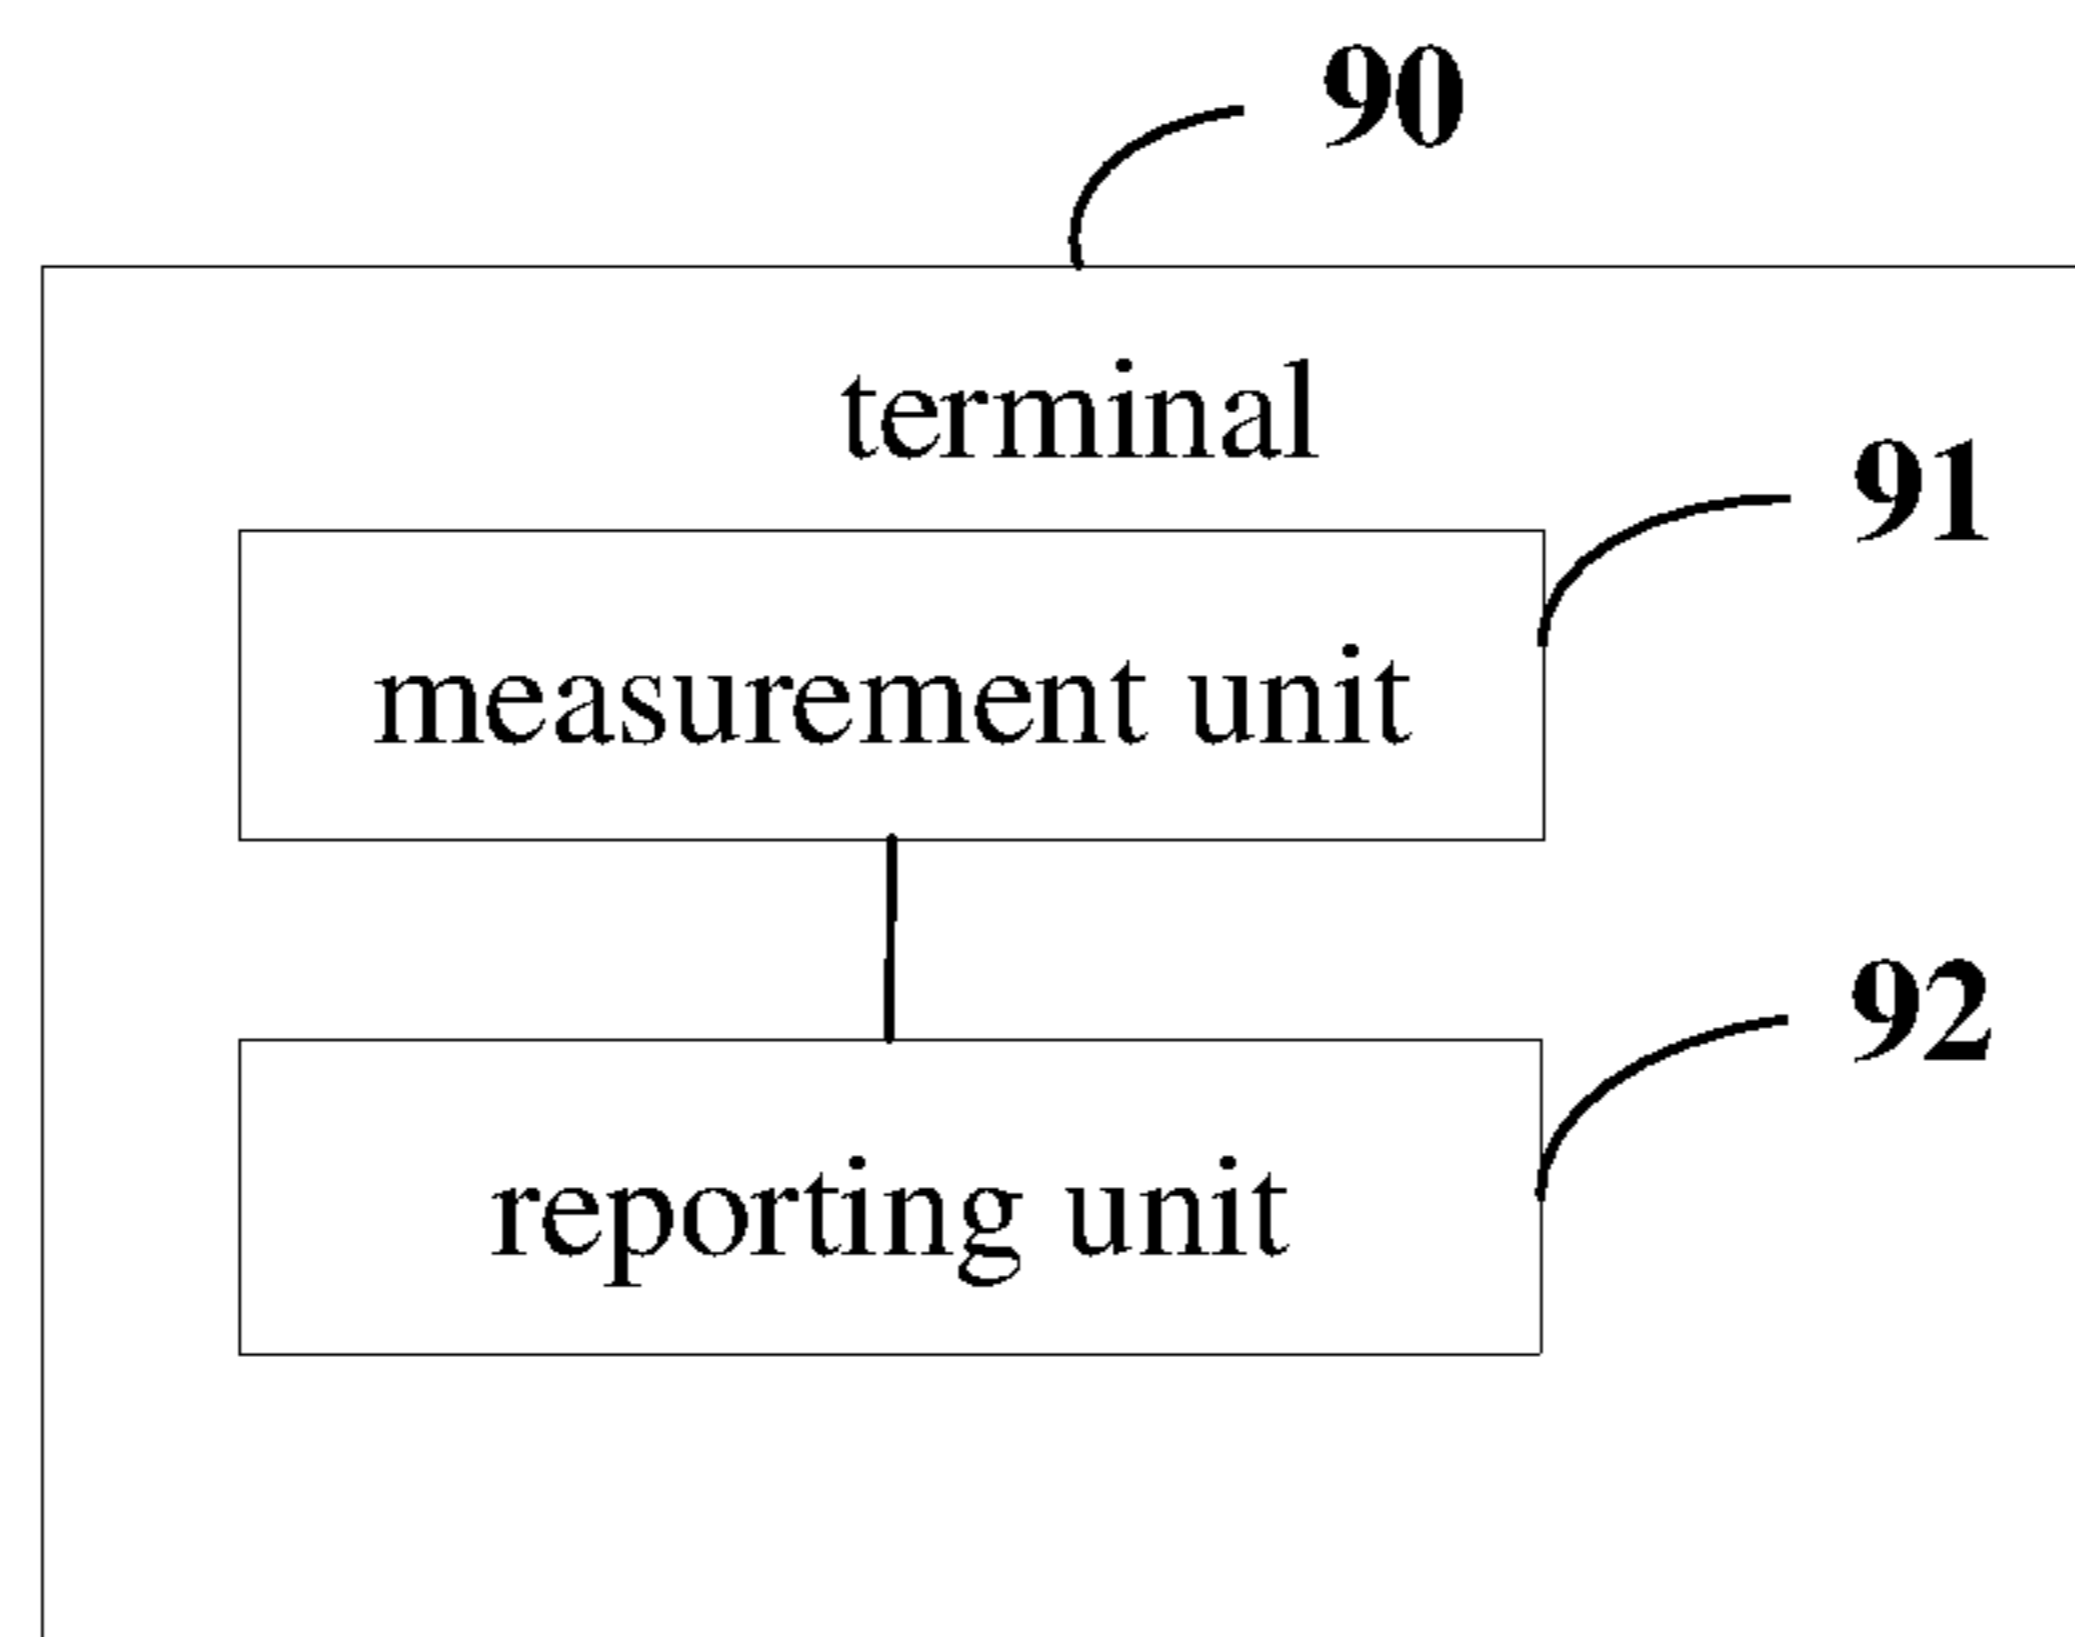 90
terminal
91
measurement unit
92
reporting unit